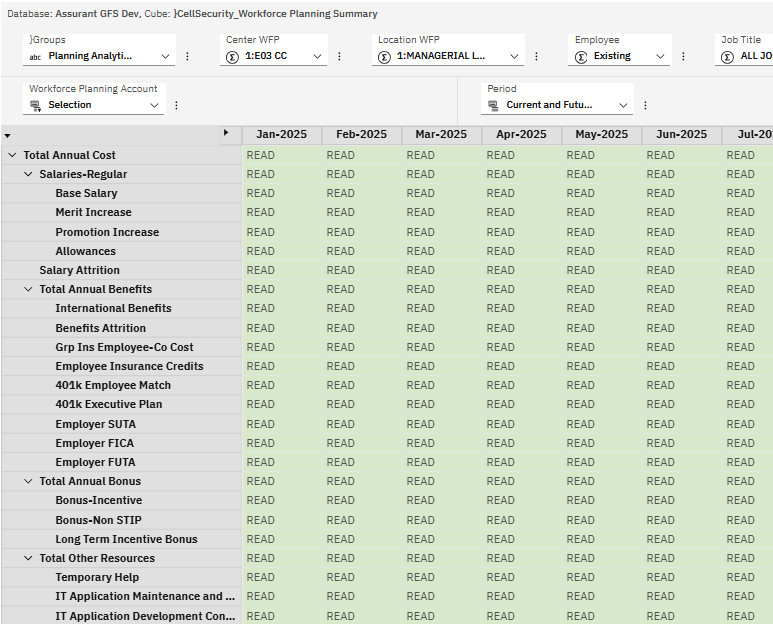 Database: Assurant GFS Dev, Cube: }CellSecurity_Workforce Planning Summary
}Groups Center WFP Location WFP Employee Job Title
abc Planning Analyti... 1:E03 CC 1:MANAGERIAL L... Existing ALL JO
Workforce Planning Account Period
Selection Current and Futu...
Jan-2025 Feb-2025 Mar-2025 Apr-2025 May-2025 Jun-2025 Jul-20
Total Annual Cost READ READ READ READ READ READ READ
Salaries-Regular READ READ READ READ READ READ READ
Base Salary READ READ READ READ READ READ READ
Merit Increase READ READ READ READ READ READ READ
Promotion Increase READ READ READ READ READ READ READ
Allowances READ READ READ READ READ READ READ
Salary Attrition READ READ READ READ READ READ READ
Total Annual Benefits READ READ READ READ READ READ READ
International Benefits READ READ READ READ READ READ READ
Benefits Attrition READ READ READ READ READ READ READ
Grp Ins Employee-Co Cost READ READ READ READ READ READ READ
Employee Insurance Credits READ READ READ READ READ READ READ
401k Employee Match READ READ READ READ READ READ READ
401k Executive Plan READ READ READ READ READ READ READ
Employer SUTA READ READ READ READ READ READ READ
Employer FICA READ READ READ READ READ READ READ
Employer FUTA READ READ READ READ READ READ READ
Total Annual Bonus READ READ READ READ READ READ READ
Bonus-Incentive READ READ READ READ READ READ READ
Bonus-Non STIP READ READ READ READ READ READ READ
Long Term Incentive Bonus READ READ READ READ READ READ READ
Total Other Resources READ READ READ READ READ READ READ
Temporary Help READ READ READ READ READ READ READ
IT Application Maintenance and ... READ READ READ READ READ READ READ
IT Application Development Con... READ READ READ READ READ READ READ